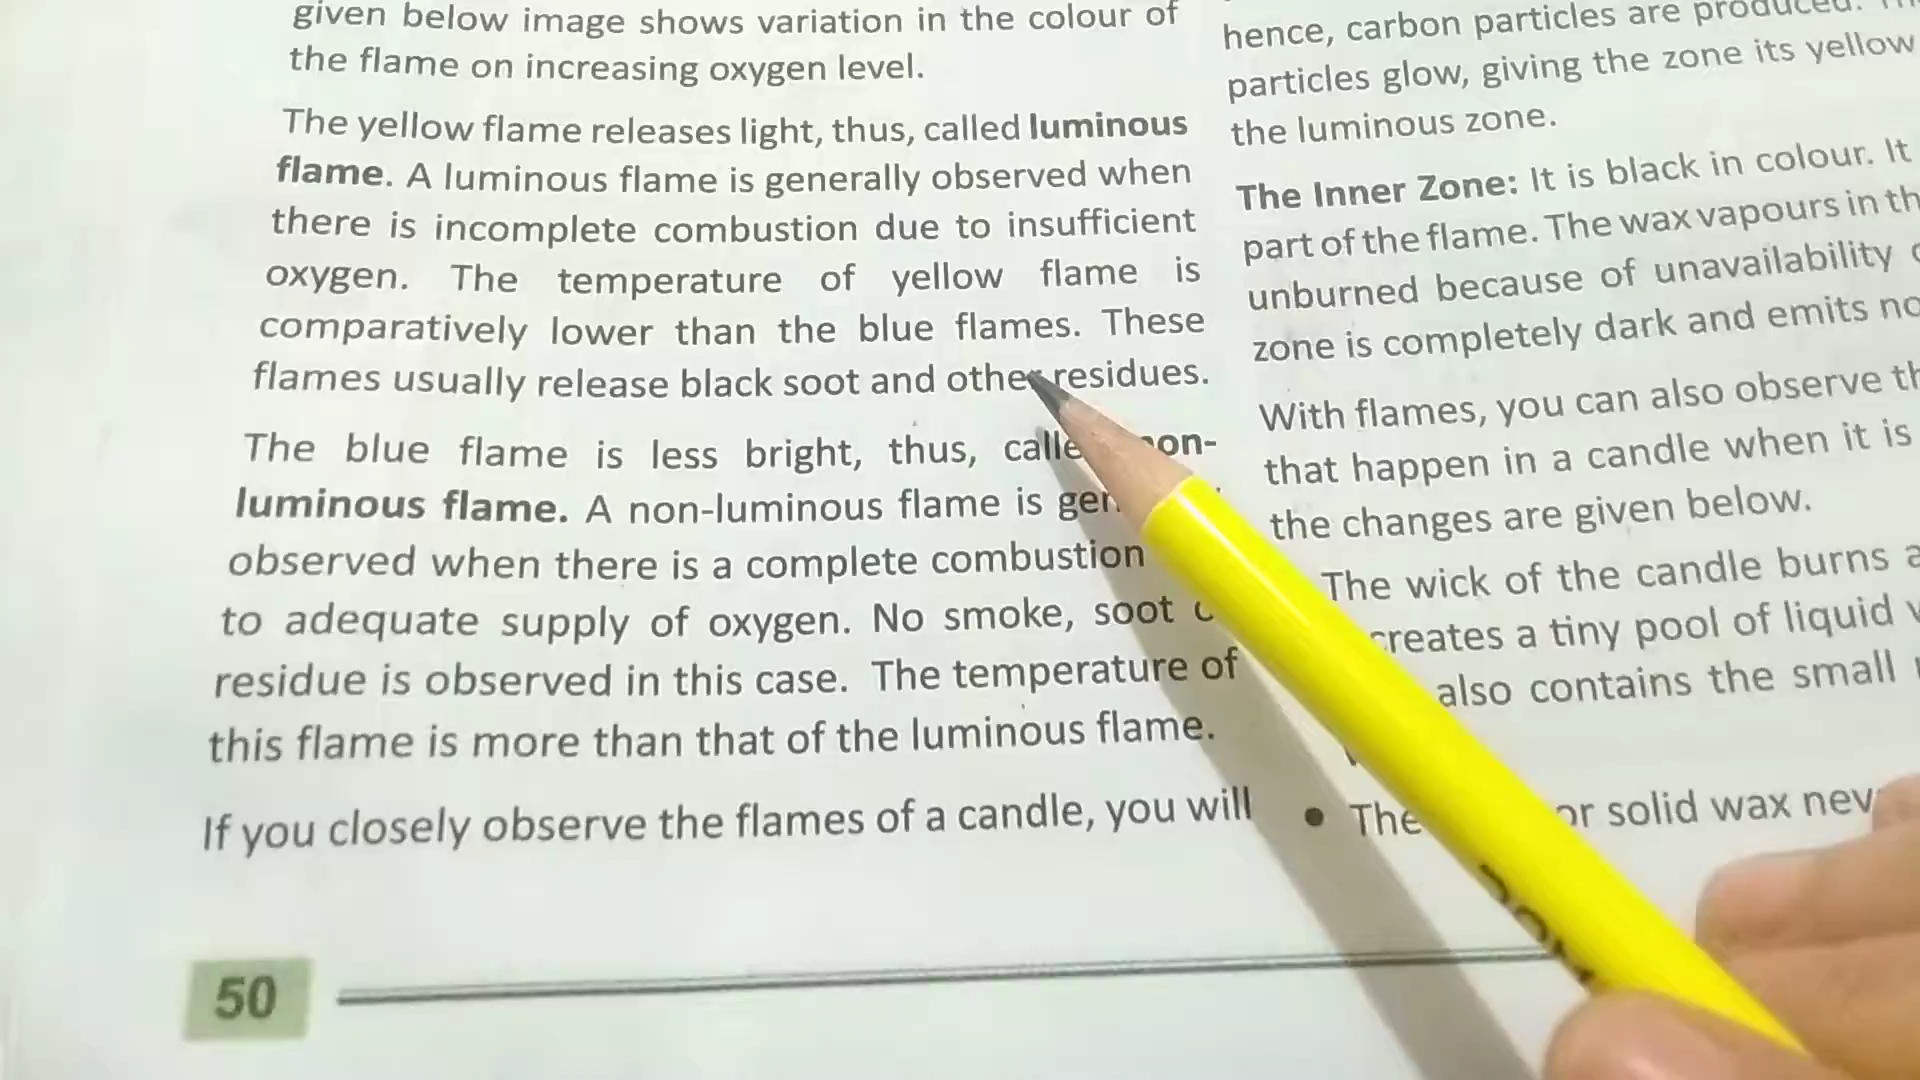 given below image shows variation in the colour of
the flame on increasing oxygen level.
The yellow flame releases light, thus, called luminous
flame. A luminous flame is generally observed when
there is incomplete combustion due to insufficient
oxygen. The temperature of yellow flame is
comparatively lower than the blue flames. These
flames usually release black soot and other residues.
The blue flame is less bright, thus,
luminous flame. A non-luminous flame is
observed when there is a complete combustion
to adequate supply of oxygen. No smoke, soot
residue is observed in this case. The temperature of
this flame is more than that of the luminous flame.
If you closely observe the flames of a candle, you will
50
hence, carbon particles are produced.
particles glow, giving the zone its yellow
the luminous zone.
The Inner Zone: It is black in colour. It
part of the flame. The wax vapours in
unburned because of unavailability
zone is completely dark and emits
With flames, you can also observe
that happen in a candle when it is
the changes are given below.
The wick of the candle burns
creates a tiny pool of liquid
also contains the small
• The or solid wax